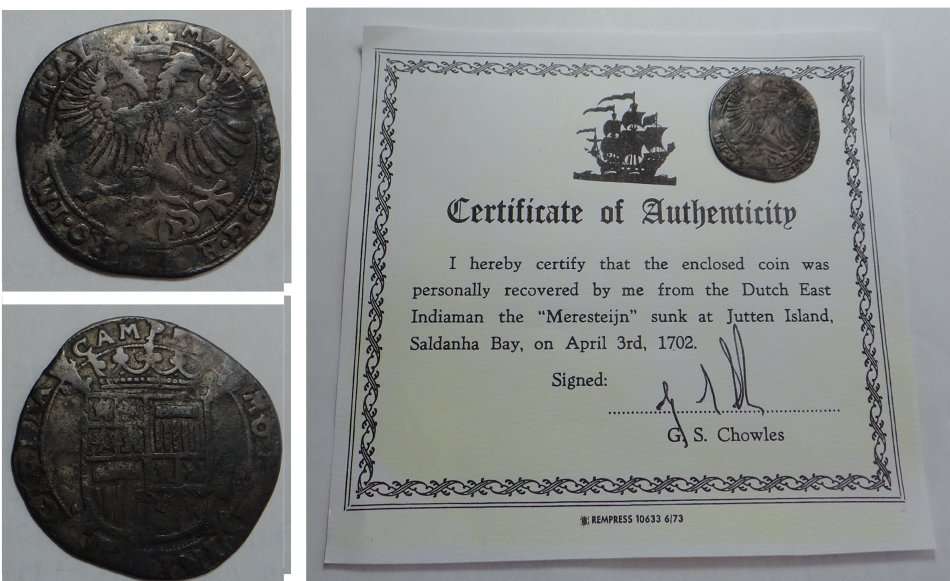 MATT
CAMP
Certificate of Authenticity
I hereby certify that the enclosed coin was
personally recovered by me from the Dutch East
Indiaman the "Meresteijn" sunk at Jutten Island,
Saldanha Bay, on April 3rd, 1702.
Signed:
G. S. Chowles
REMPRESS 10633 6/73